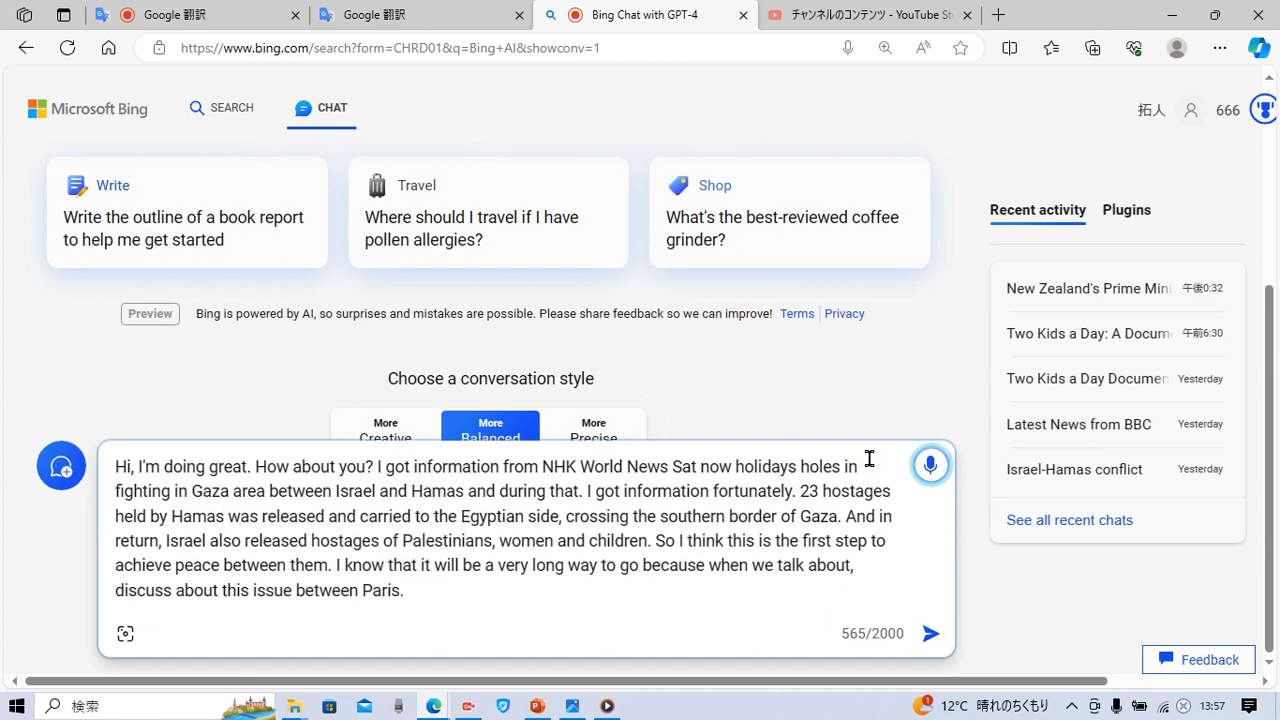 Google 翻訳
Google 翻訳
Bing Chat with GPT-4
チャンネルのコンテンツ - YouTube St
https://www.bing.com/search?form=CHRD01&q=Bing+AI&showconv=1
Microsoft Bing
SEARCH
CHAT
拓人
666
Write
Write the outline of a book report
to help me get started
Travel
Where should I travel if I have
pollen allergies?
Shop
What's the best-reviewed coffee
grinder?
Preview
Bing is powered by AI, so surprises and mistakes are possible. Please share feedback so we can improve!
Terms
Privacy
Choose a conversation style
More
Creative
More
Balanced
More
Precise
Hi, I'm doing great. How about you? I got information from NHK World News Sat now holidays holes in
fighting in Gaza area between Israel and Hamas and during that. I got information fortunately. 23 hostages
held by Hamas was released and carried to the Egyptian side, crossing the southern border of Gaza. And in
return, Israel also released hostages of Palestinians, women and children. So I think this is the first step to
achieve peace between them. I know that it will be a very long way to go because when we talk about,
discuss about this issue between Paris.
565/2000
Recent activity
Plugins
New Zealand's Prime Mini
午後0:32
Two Kids a Day: A Docum
午前6:30
Two Kids a Day Documen
Yesterday
Latest News from BBC
Yesterday
Israel-Hamas conflict
Yesterday
See all recent chats
Feedback
検索
1
12°C 晴れのちくもり
13:57